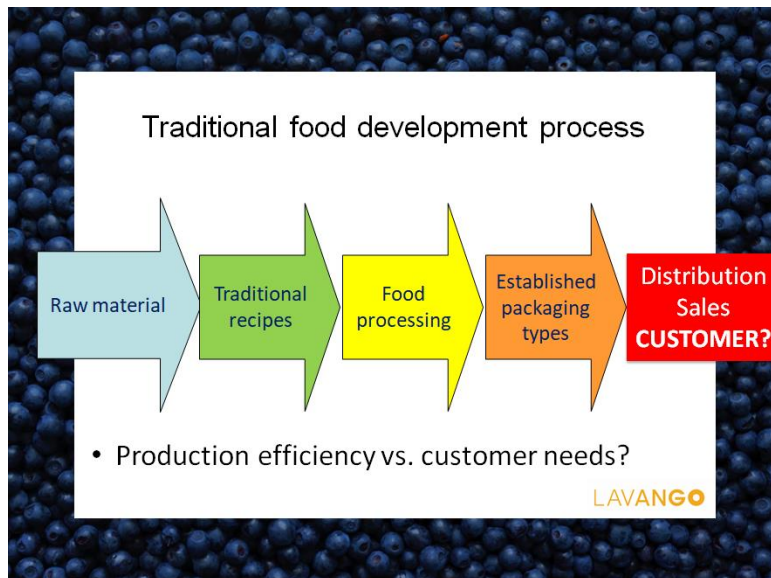 Traditional food development process
Raw material
Traditional
recipes
Food
processing
Established
packaging
types
Distribution
Sales
CUSTOMER?
• Production efficiency vs. customer needs?
LAVANGO